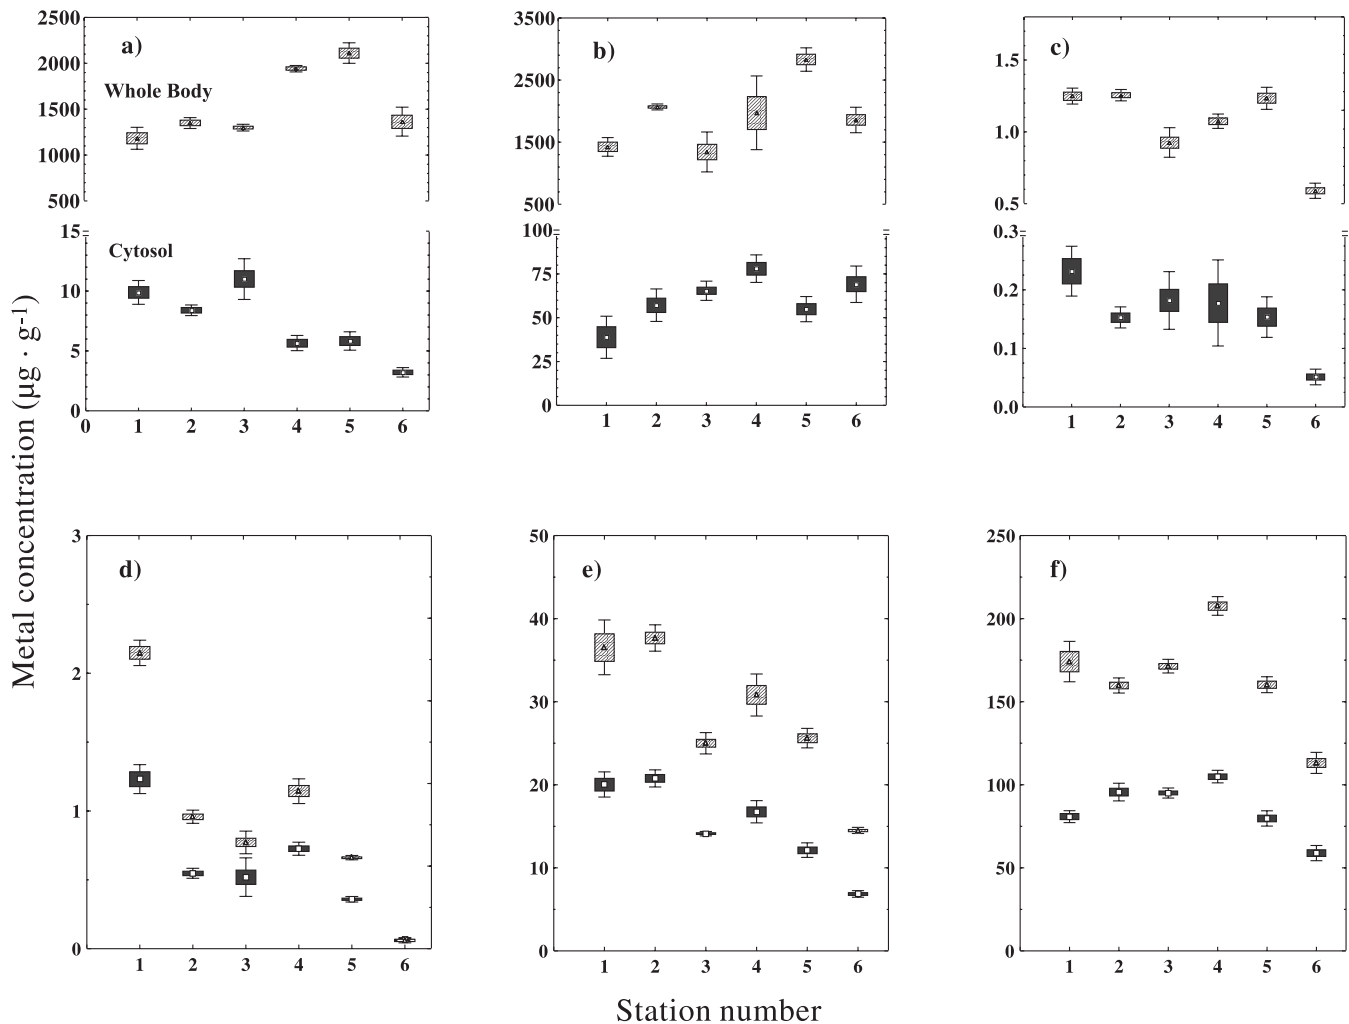 Metal concentration (µg · g-1)
a)
Whole Body
Cytosol
2500
2000
1500
1000
500
15
10
5
0
0 1 2 3 4 5 6
b)
3500
2500
1500
500
100
75
50
25
0
1 2 3 4 5 6
c)
1.5
1.0
0.5
0.3
0.2
0.1
0.0
1 2 3 4 5 6
d)
3
2
1
0
1 2 3 4 5 6
e)
50
40
30
20
10
0
1 2 3 4 5 6
f)
250
200
150
100
50
0
1 2 3 4 5 6
Station number